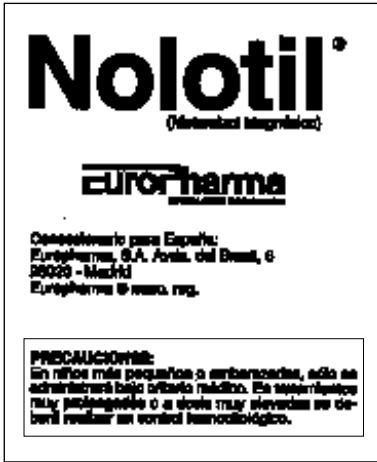 Nolotil®
(Metamizol Magnésico)
EuroPharma
Concesionario para España:
Europharma, S.A. Avda. del Brasil, 6
28020 - Madrid
Europharma ® marc. reg.
PRECAUCIONES:
En niños más pequeños o embarazadas, sólo se
administrará bajo criterio médico. En tratamientos
muy prolongados o a dosis muy elevadas se de-
berá realizar un control hematológico.